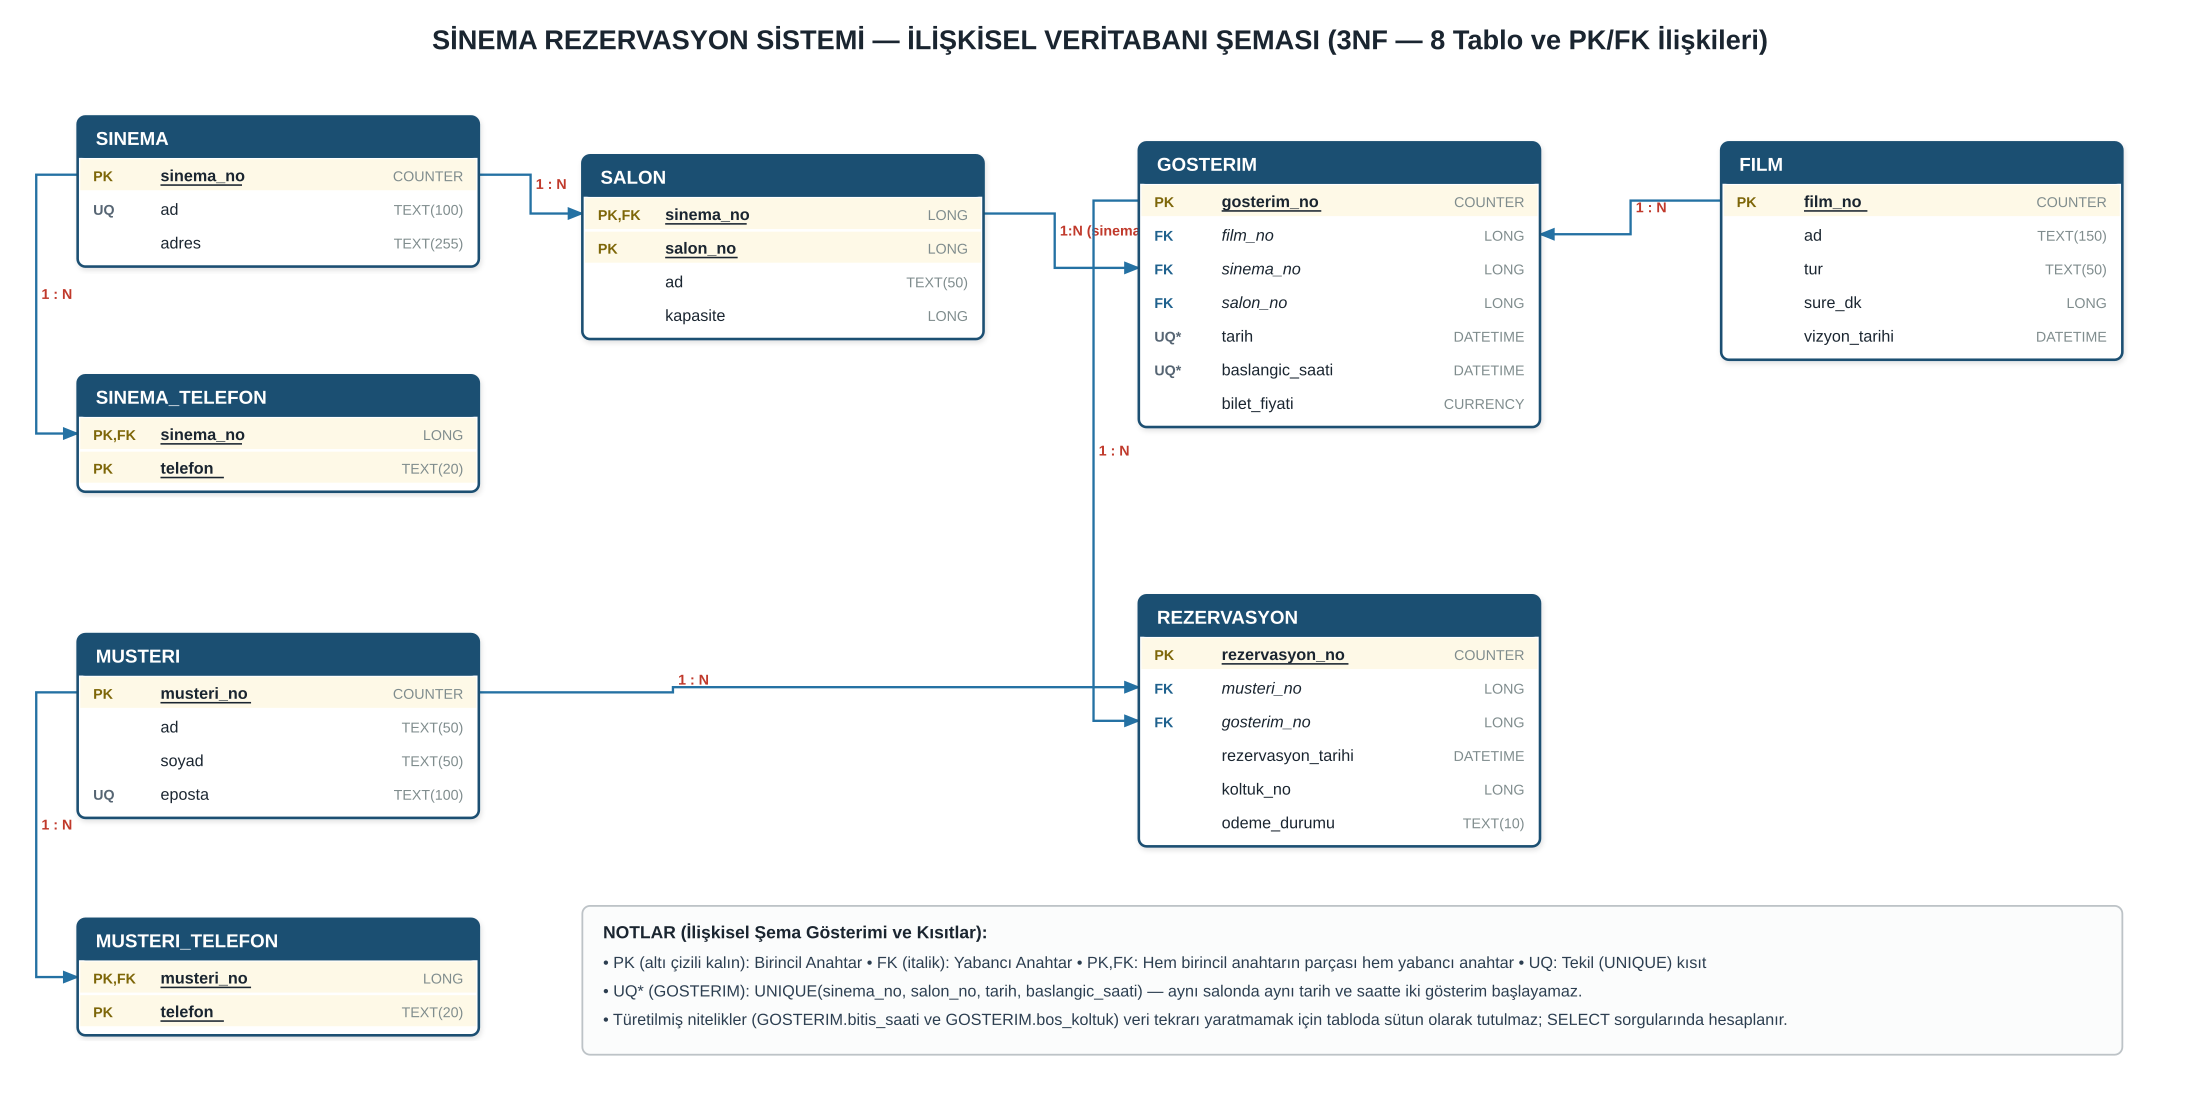 SİNEMA REZERVASYON SİSTEMİ — İLİŞKİSEL VERİTABANI ŞEMASI (3NF — 8 Tablo ve PK/FK İlişkileri)
SINEMA
PK sinema_no COUNTER
UQ ad TEXT(100)
adres TEXT(255)
1 : N
1 : N
SALON
PK,FK sinema_no LONG
PK salon_no LONG
ad TEXT(50)
kapasite LONG
1:N (sinema
GOSTERIM
PK gosterim_no COUNTER
FK film_no LONG
FK sinema_no LONG
FK salon_no LONG
UQ* tarih DATETIME
UQ* baslangic_saati DATETIME
bilet_fiyati CURRENCY
1 : N
FILM
PK film_no COUNTER
ad TEXT(150)
tur TEXT(50)
sure_dk LONG
vizyon_tarihi DATETIME
SINEMA_TELEFON
PK,FK sinema_no LONG
PK telefon TEXT(20)
1 : N
MUSTERI
PK musteri_no COUNTER
ad TEXT(50)
soyad TEXT(50)
UQ eposta TEXT(100)
1 : N
1 : N
REZERVASYON
PK rezervasyon_no COUNTER
FK musteri_no LONG
FK gosterim_no LONG
rezervasyon_tarihi DATETIME
koltuk_no LONG
odeme_durumu TEXT(10)
MUSTERI_TELEFON
PK,FK musteri_no LONG
PK telefon TEXT(20)
NOTLAR (İlişkisel Şema Gösterimi ve Kısıtlar):
• PK (altı çizili kalın): Birincil Anahtar • FK (italik): Yabancı Anahtar • PK,FK: Hem birincil anahtarın parçası hem yabancı anahtar • UQ: Tekil (UNIQUE) kısıt
• UQ* (GOSTERIM): UNIQUE(sinema_no, salon_no, tarih, baslangic_saati) — aynı salonda aynı tarih ve saatte iki gösterim başlayamaz.
• Türetilmiş nitelikler (GOSTERIM.bitis_saati ve GOSTERIM.bos_koltuk) veri tekrarı yaratmamak için tabloda sütun olarak tutulmaz; SELECT sorgularında hesaplanır.